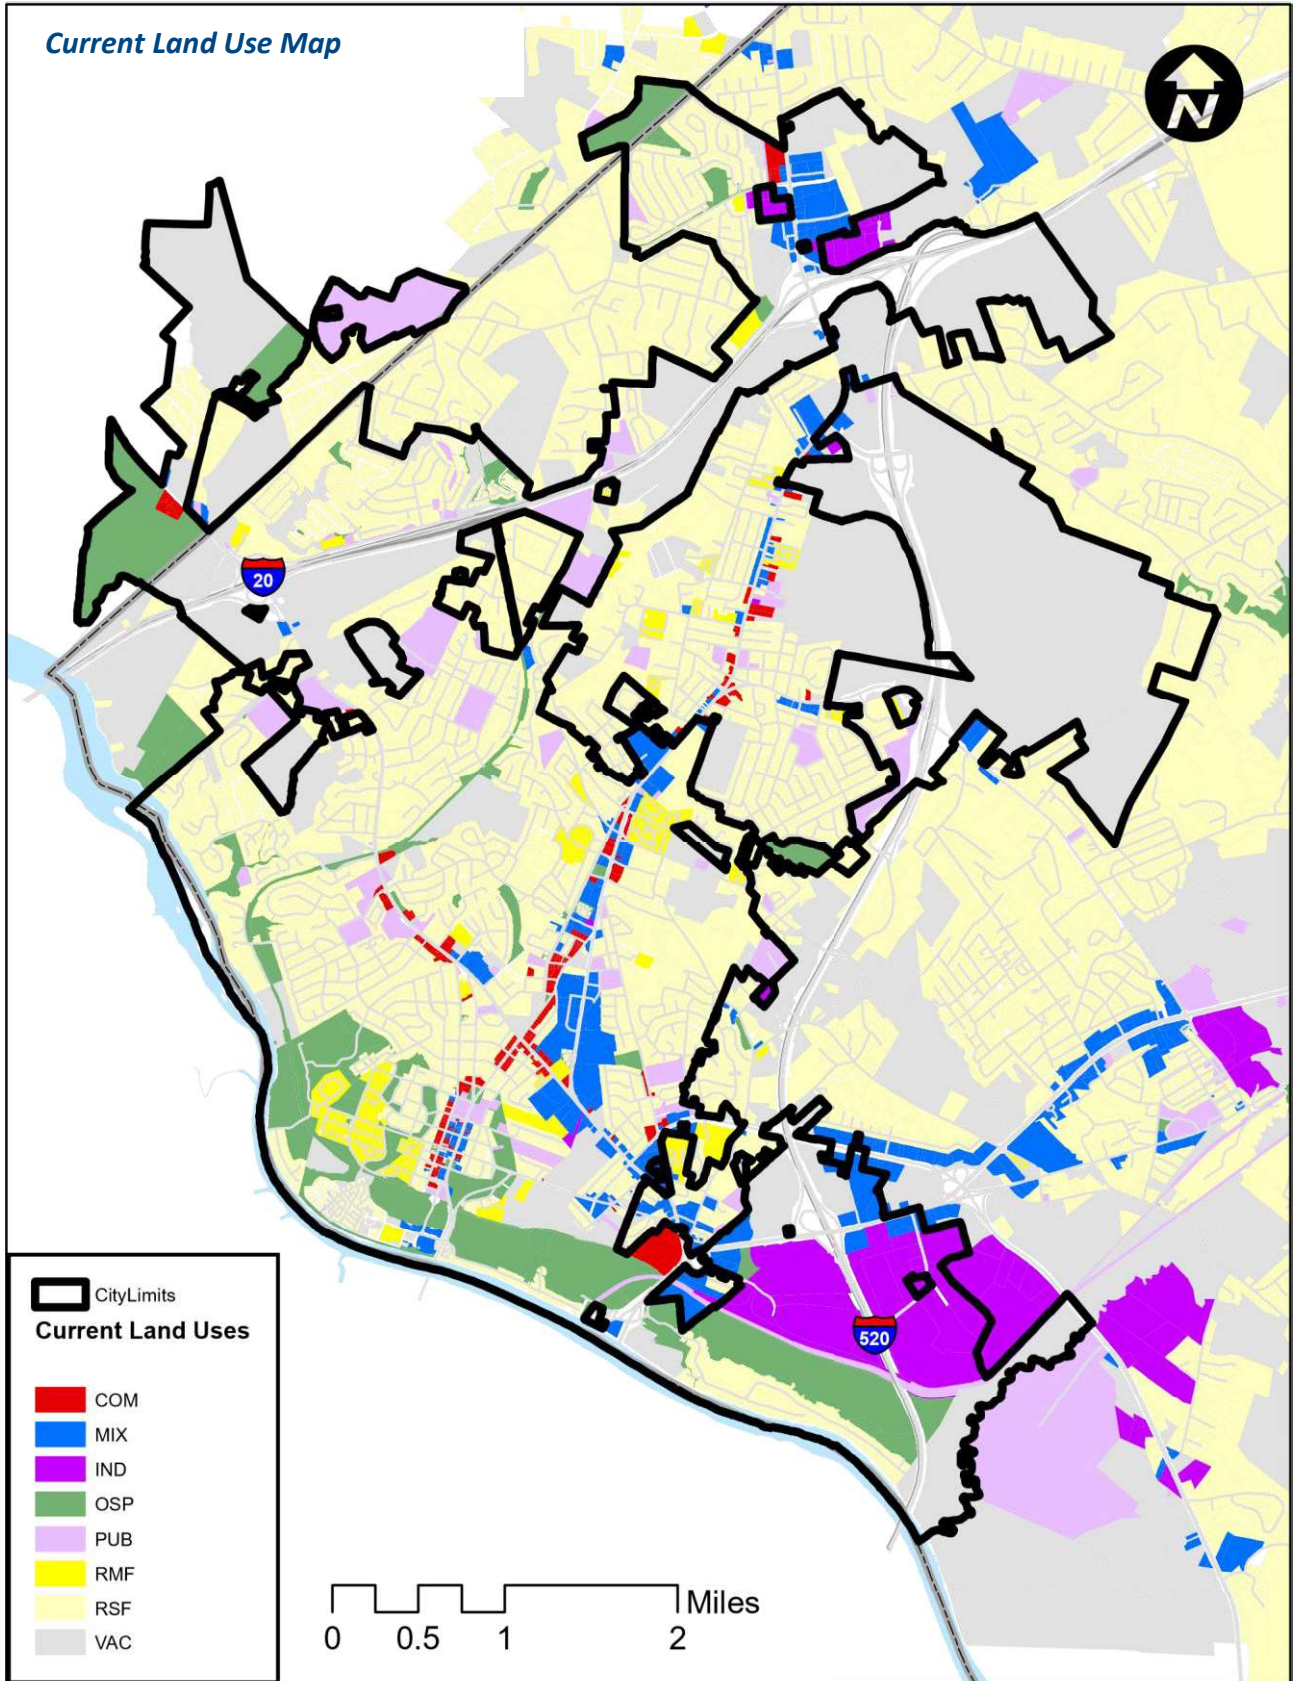 Current Land Use Map
N
20
520
CityLimits
Current Land Uses
COM
MIX
IND
OSP
PUB
RMF
RSF
VAC
Miles
0 0.5 1 2